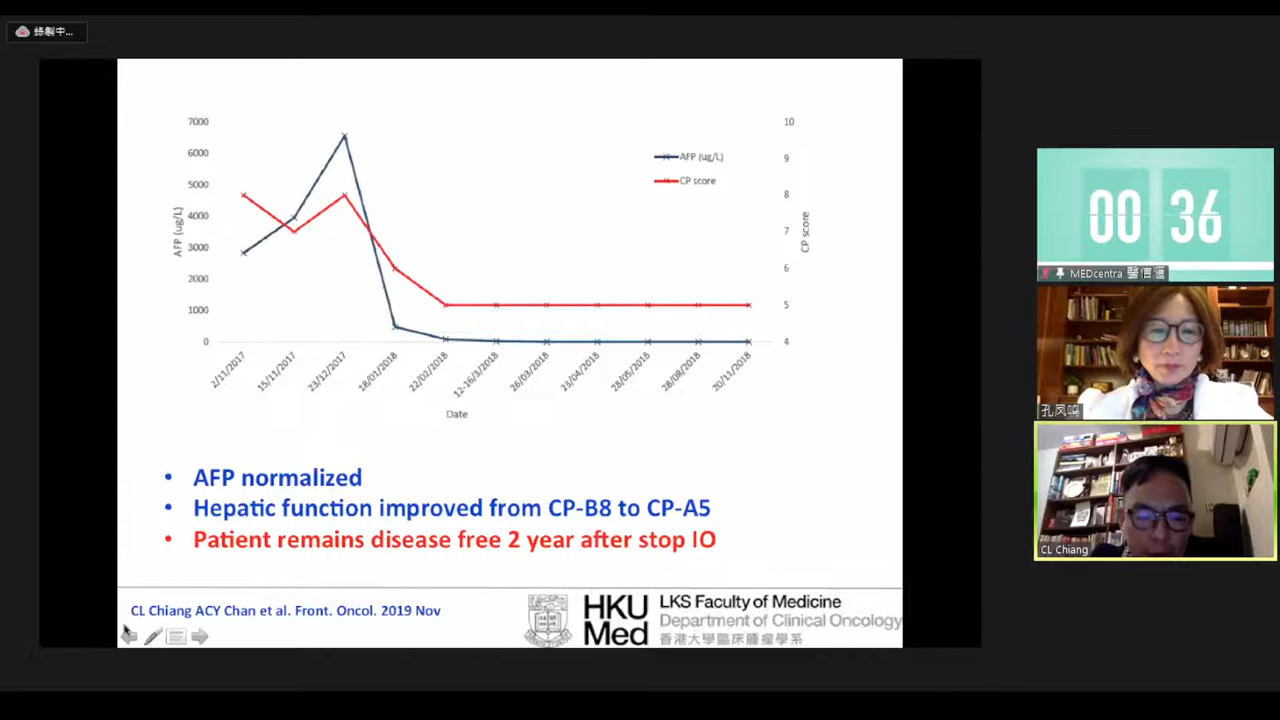 錄製中...
7000
6000
5000
4000
3000
2000
1000
0
AFP (ug/L)
10
9
8
7
6
5
4
CP score
AFP (ug/L)
CP score
2/11/2017
15/11/2017
23/12/2017
18/01/2018
22/02/2018
12-16/3/2018
26/03/2018
13/04/2018
28/05/2018
28/09/2018
20/11/2018
Date
• AFP normalized
• Hepatic function improved from CP-B8 to CP-A5
• Patient remains disease free 2 year after stop IO
CL Chiang ACY Chan et al. Front. Oncol. 2019 Nov
HKU
Med
LKS Faculty of Medicine
Department of Clinical Oncology
香港大學臨床腫瘤學系
00 36
MEDcentra 醫信滙
孔凤鸣
CL Chiang